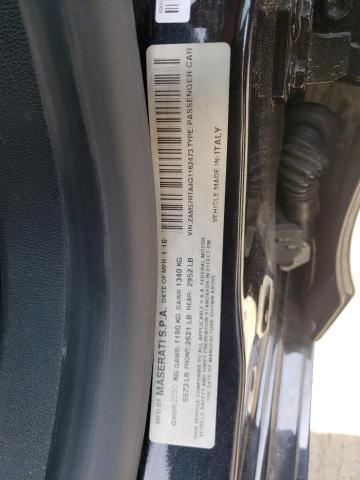 MFD BY MASERATI S.P.A. DATE OF MFR 1-16
GVWR: 2530 KG GAWR: 1190 KG GAWR: 1340 KG
5573 LB FRONT: 2621 LB REAR: 2952 LB
THIS VEHICLE CONFORMS TO ALL APPLICABLE U.S.A. FEDERAL MOTOR
VEHICLE SAFETY AND THEFT PREVENTION STANDARDS IN EFFECT ON
THE DATE OF MANUFACTURE SHOWN ABOVE
VIN: ZAM57RTA4G1182473 TYPE: PASSENGER CAR
VEHICLE MADE IN: ITALY